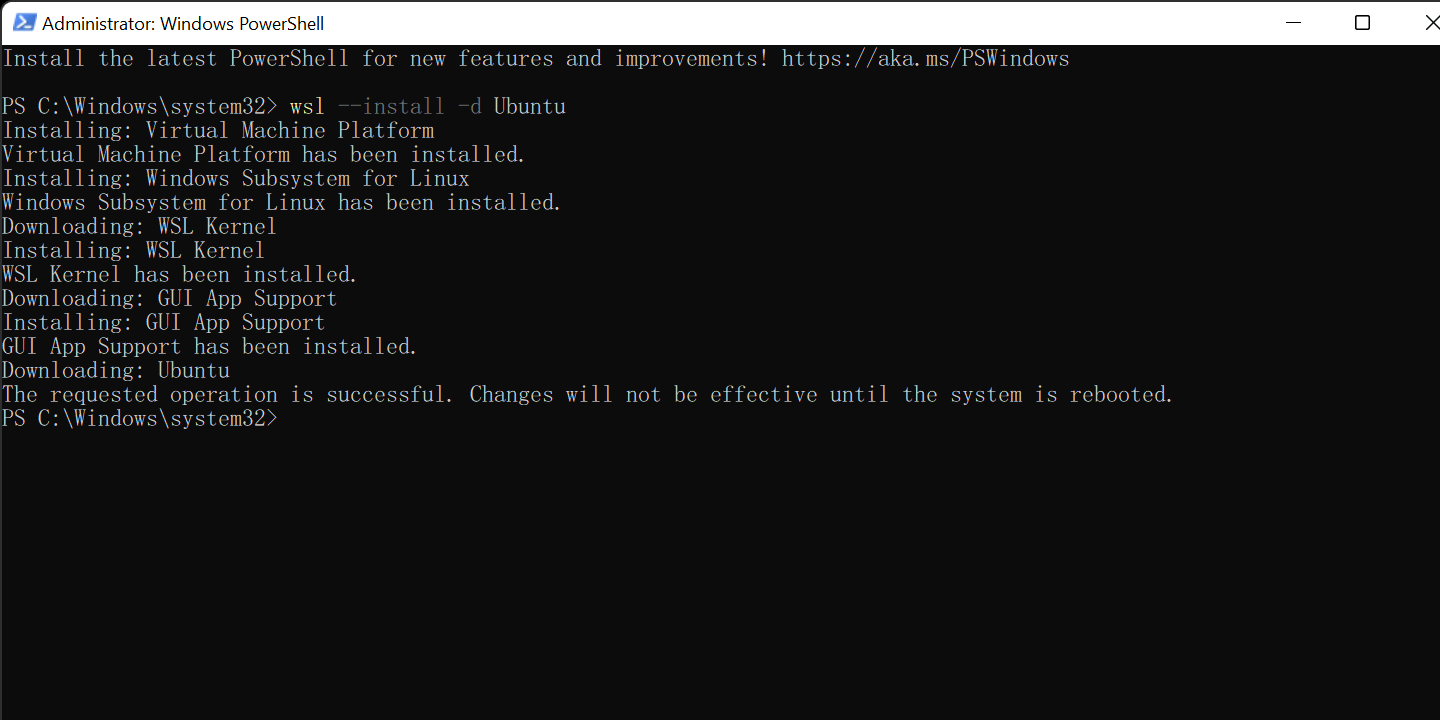 Administrator: Windows PowerShell
Install the latest PowerShell for new features and improvements! https://aka.ms/PSWindows
PS C:\Windows\system32> wsl --install -d Ubuntu
Installing: Virtual Machine Platform
Virtual Machine Platform has been installed.
Installing: Windows Subsystem for Linux
Windows Subsystem for Linux has been installed.
Downloading: WSL Kernel
Installing: WSL Kernel
WSL Kernel has been installed.
Downloading: GUI App Support
Installing: GUI App Support
GUI App Support has been installed.
Downloading: Ubuntu
The requested operation is successful. Changes will not be effective until the system is rebooted.
PS C:\Windows\system32>